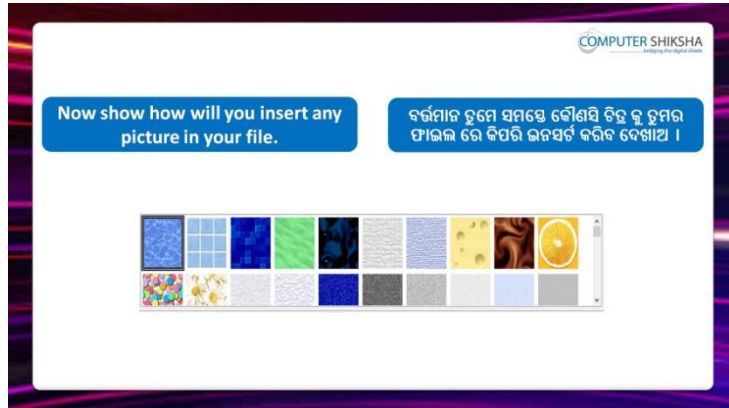 COMPUTER SHIKSHA
bridging the digital divide
Now show how will you insert any
picture in your file.
ବର୍ତ୍ତମାନ ତୁମେ ସମସ୍ତେ କୌଣସି ଚିତ୍ର କୁ ତୁମର
ଫାଇଲ ରେ କିପରି ଇନସର୍ଟ କରିବ ଦେଖାଅ ।